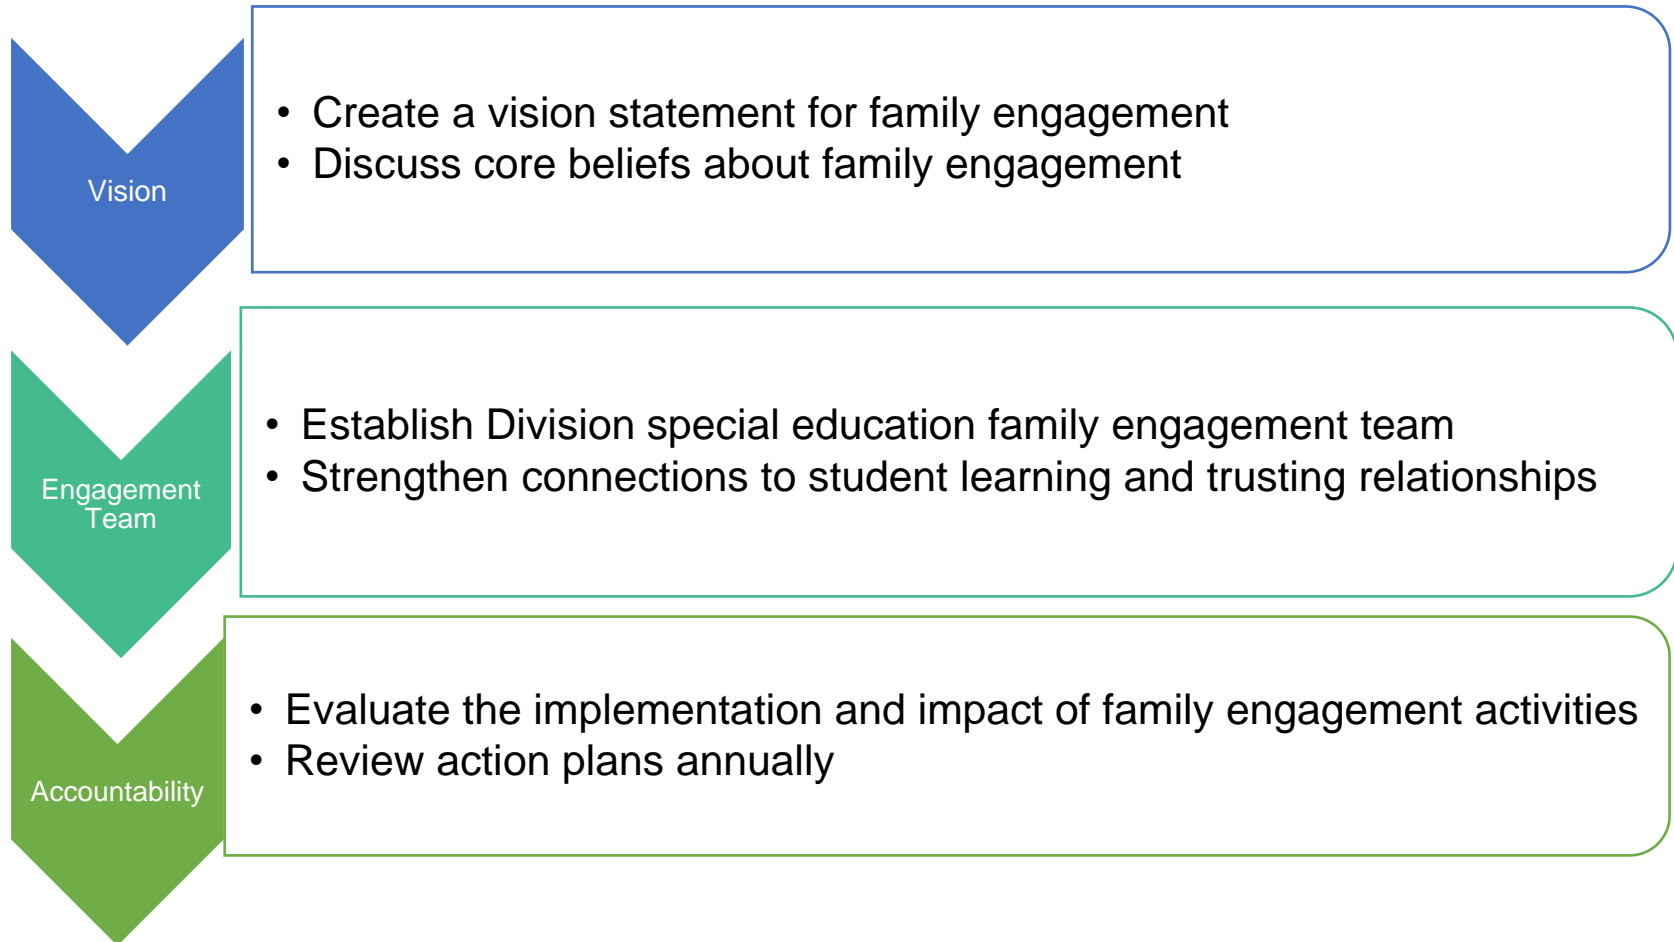 Vision
• Create a vision statement for family engagement
• Discuss core beliefs about family engagement
Engagement
Team
• Establish Division special education family engagement team
• Strengthen connections to student learning and trusting relationships
Accountability
• Evaluate the implementation and impact of family engagement activities
• Review action plans annually